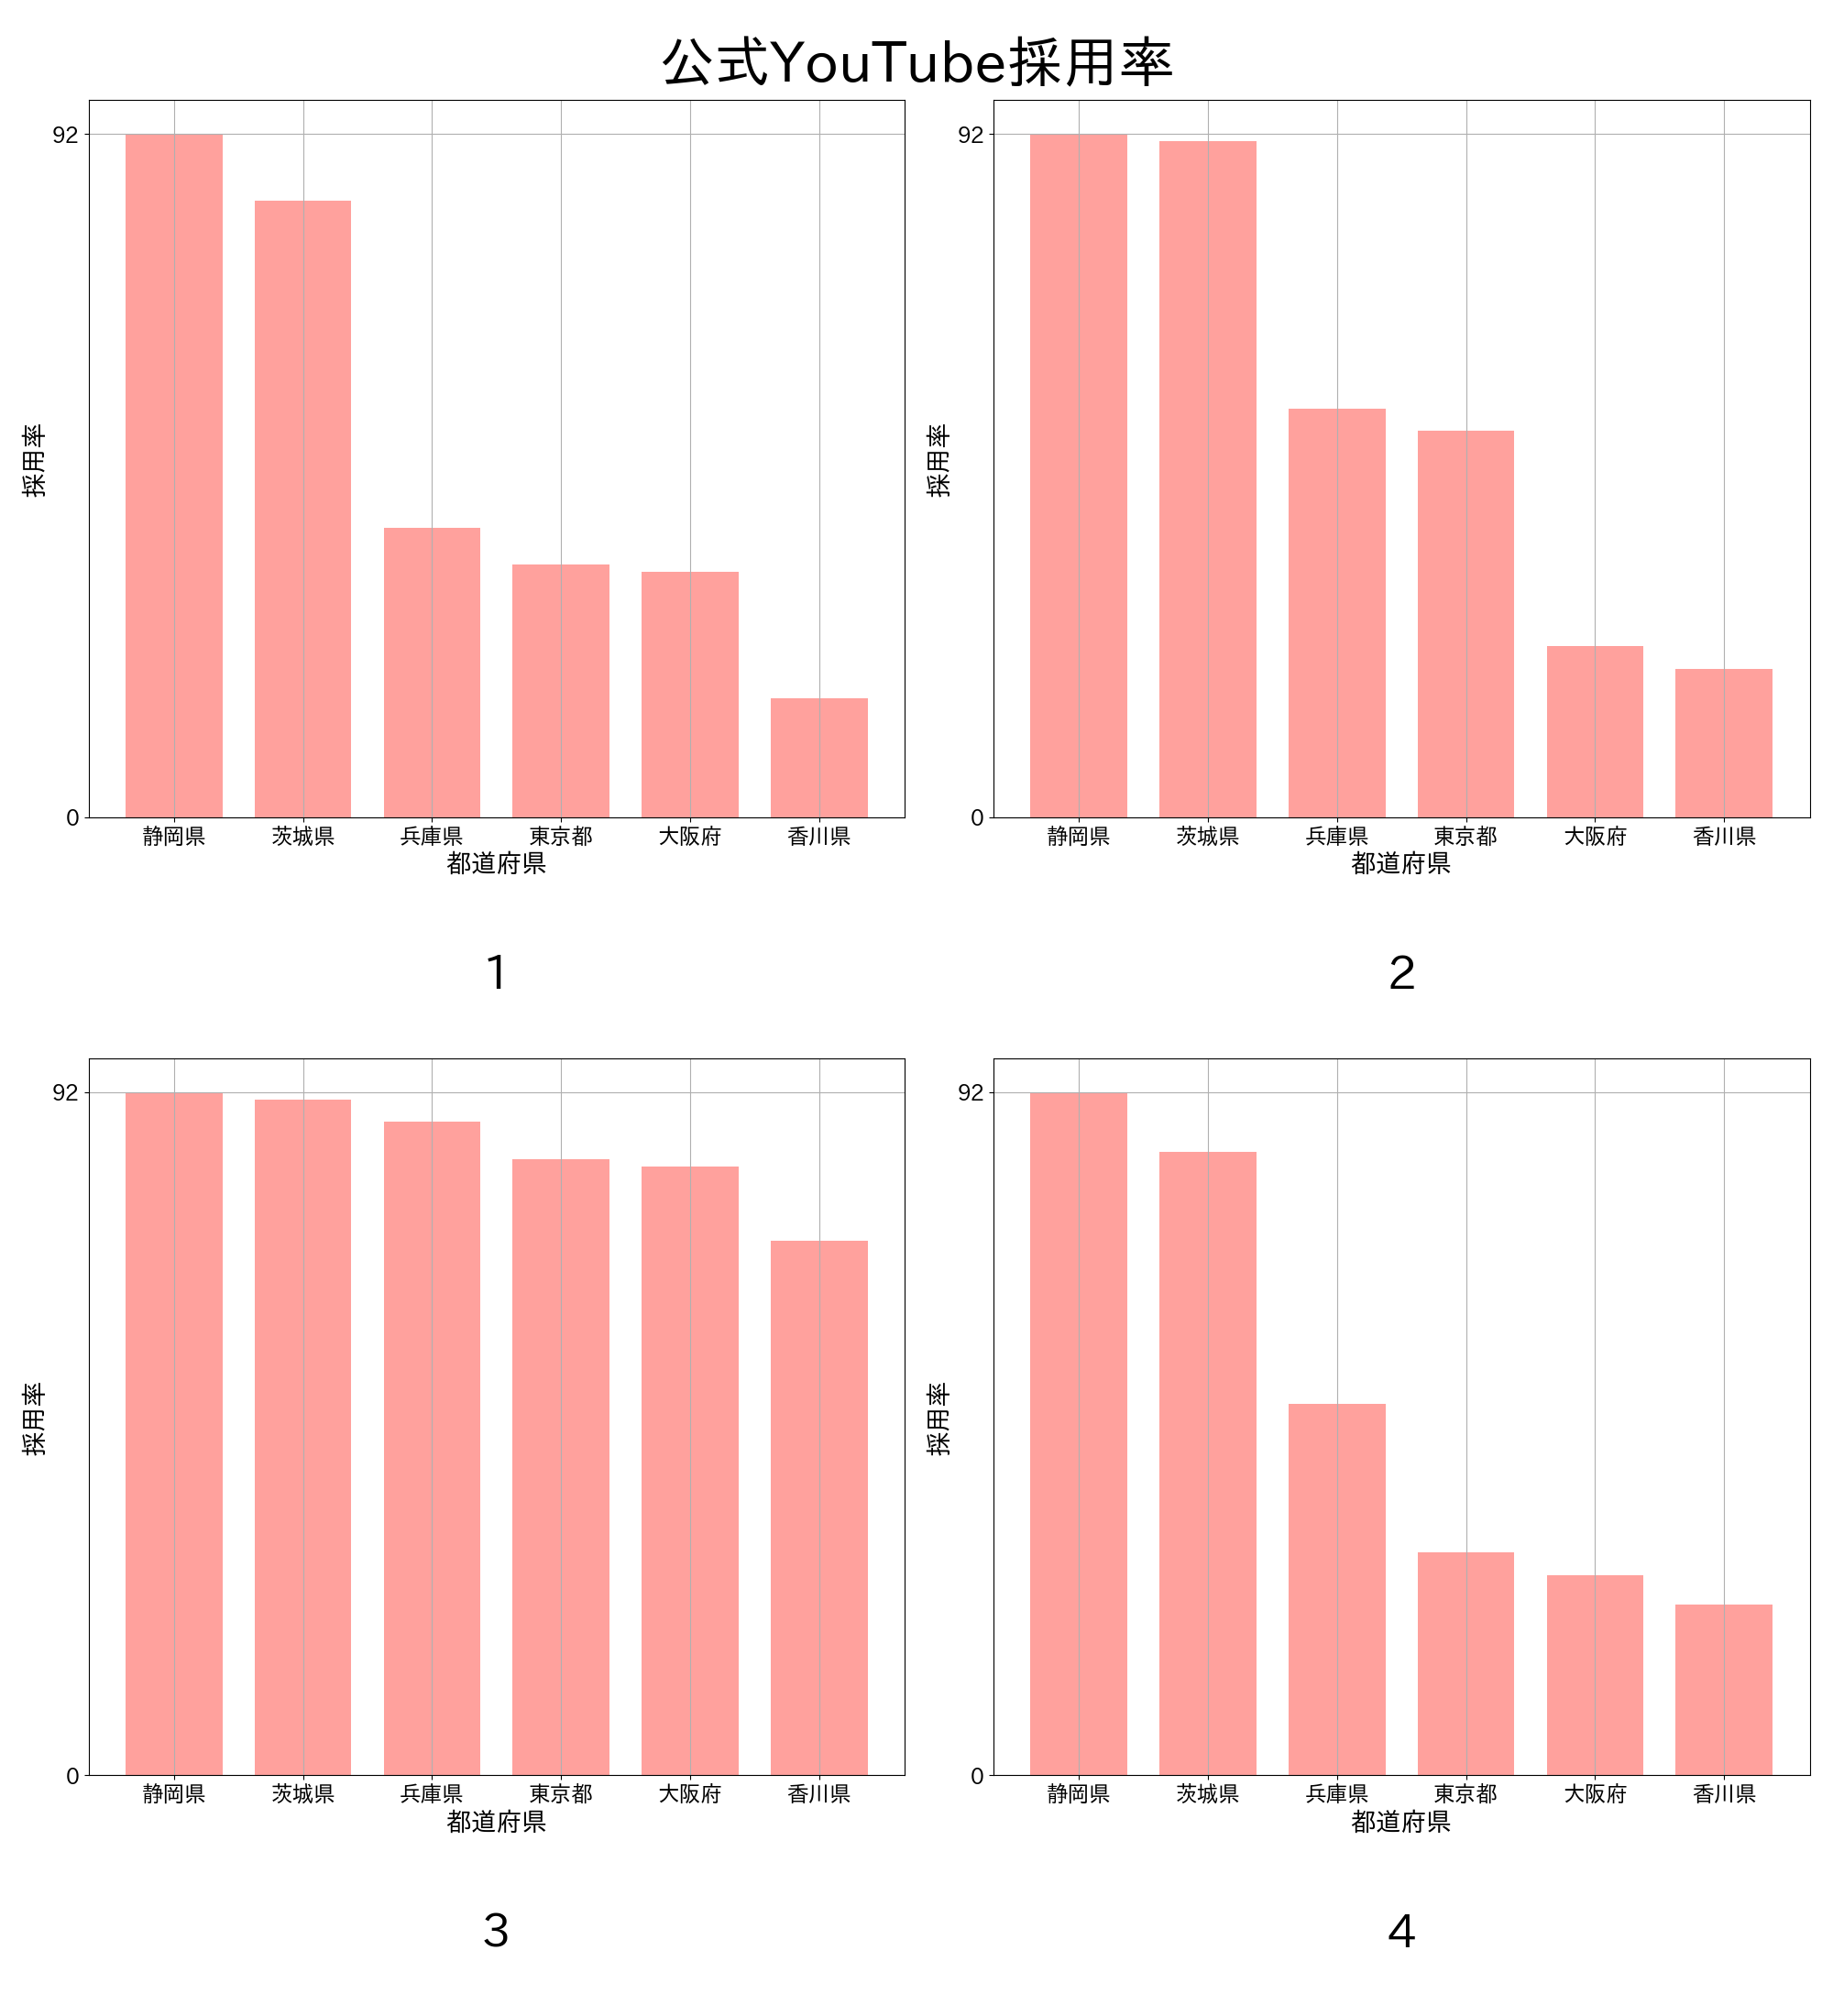 公式YouTube採用率
92
採用率
0
静岡県 茨城県 兵庫県 東京都 大阪府 香川県
都道府県
1
92
採用率
0
静岡県 茨城県 兵庫県 東京都 大阪府 香川県
都道府県
2
92
採用率
0
静岡県 茨城県 兵庫県 東京都 大阪府 香川県
都道府県
3
92
採用率
0
静岡県 茨城県 兵庫県 東京都 大阪府 香川県
都道府県
4